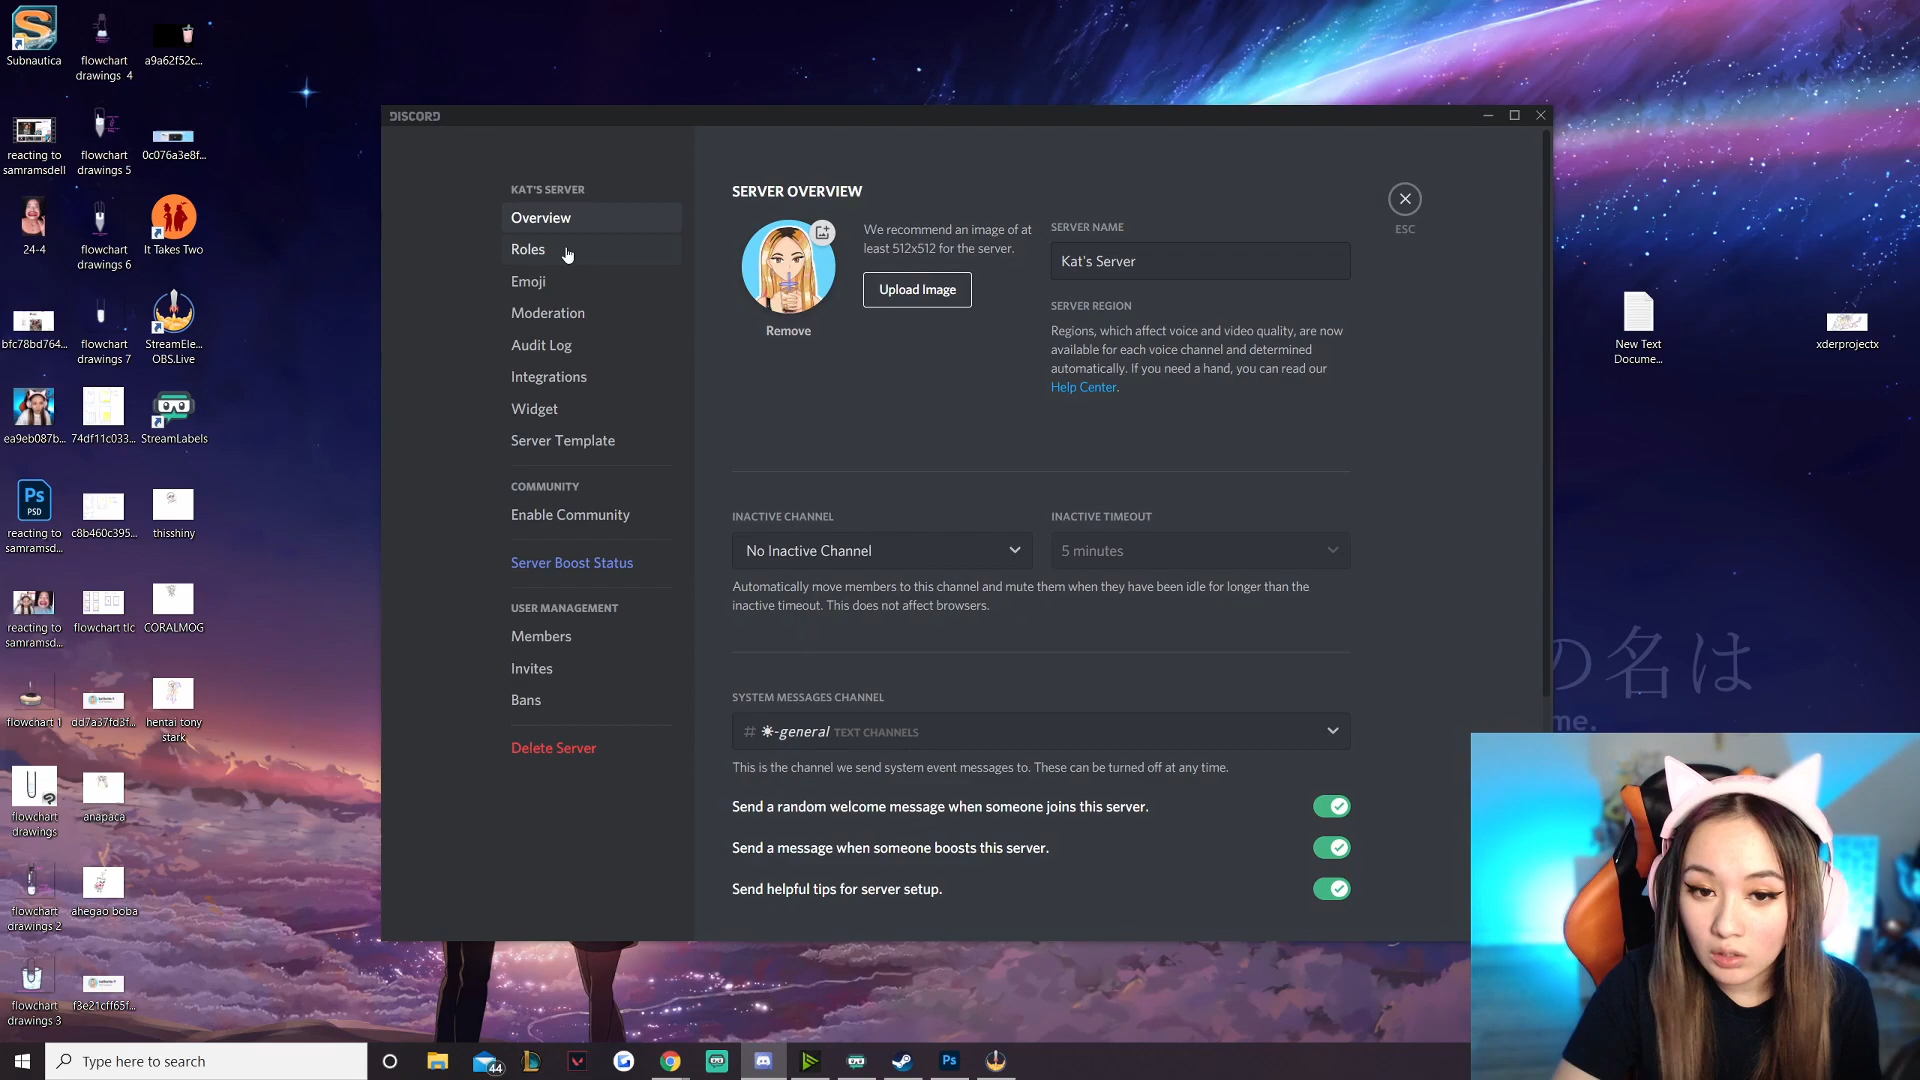 Subnautica
flowchart
drawings 4
a9a62f52c...
reacting to
samramsdell
flowchart
drawings 5
0c076a3e8f...
24-4
flowchart
drawings 6
It Takes Two
bfc78bd764...
flowchart
drawings 7
StreamEle...
OBS.Live
ea9eb087b...
74df11c033...
StreamLabels
Ps
PSD
reacting to
samramsd...
c8b460c395...
thisshiny
reacting to
samramsd...
flowchart tlc
CORALMOG
flowchart 1
dd7a37fd3f...
hentai tony
stark
flowchart
drawings
anapaca
flowchart
drawings 2
ahegao boba
flowchart
drawings 3
f3e21cff65f...
DISCORD
KAT'S SERVER
Overview
Roles
Emoji
Moderation
Audit Log
Integrations
Widget
Server Template
COMMUNITY
Enable Community
Server Boost Status
USER MANAGEMENT
Members
Invites
Bans
Delete Server
SERVER OVERVIEW
We recommend an image of at
least 512x512 for the server.
Upload Image
Remove
SERVER NAME
Kat's Server
SERVER REGION
Regions, which affect voice and video quality, are now
available for each voice channel and determined
automatically. If you need a hand, you can read our
Help Center.
ESC
INACTIVE CHANNEL
No Inactive Channel
INACTIVE TIMEOUT
5 minutes
Automatically move members to this channel and mute them when they have been idle for longer than the
inactive timeout. This does not affect browsers.
SYSTEM MESSAGES CHANNEL
# ☀-general TEXT CHANNELS
This is the channel we send system event messages to. These can be turned off at any time.
Send a random welcome message when someone joins this server.
Send a message when someone boosts this server.
Send helpful tips for server setup.
New Text
Docume...
xderprojectx
の名は
me.
Type here to search
44
Ps